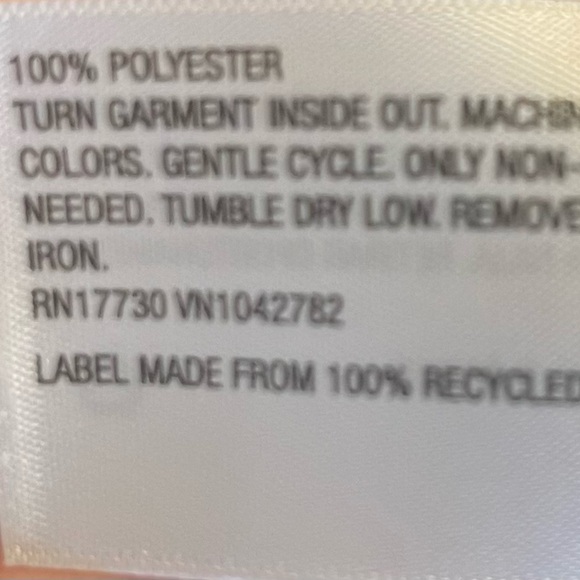 100% POLYESTER
TURN GARMENT INSIDE OUT. MACHIN
COLORS. GENTLE CYCLE. ONLY NON-
NEEDED. TUMBLE DRY LOW. REMOVE
IRON.
RN17730 VN1042782
LABEL MADE FROM 100% RECYCLED